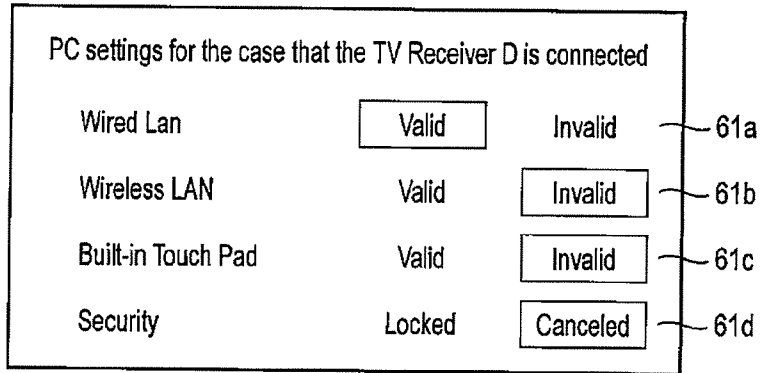 PC settings for the case that the TV Receiver D is connected
Wired Lan Valid Invalid 61a
Wireless LAN Valid Invalid 61b
Built-in Touch Pad Valid Invalid 61c
Security Locked Canceled 61d